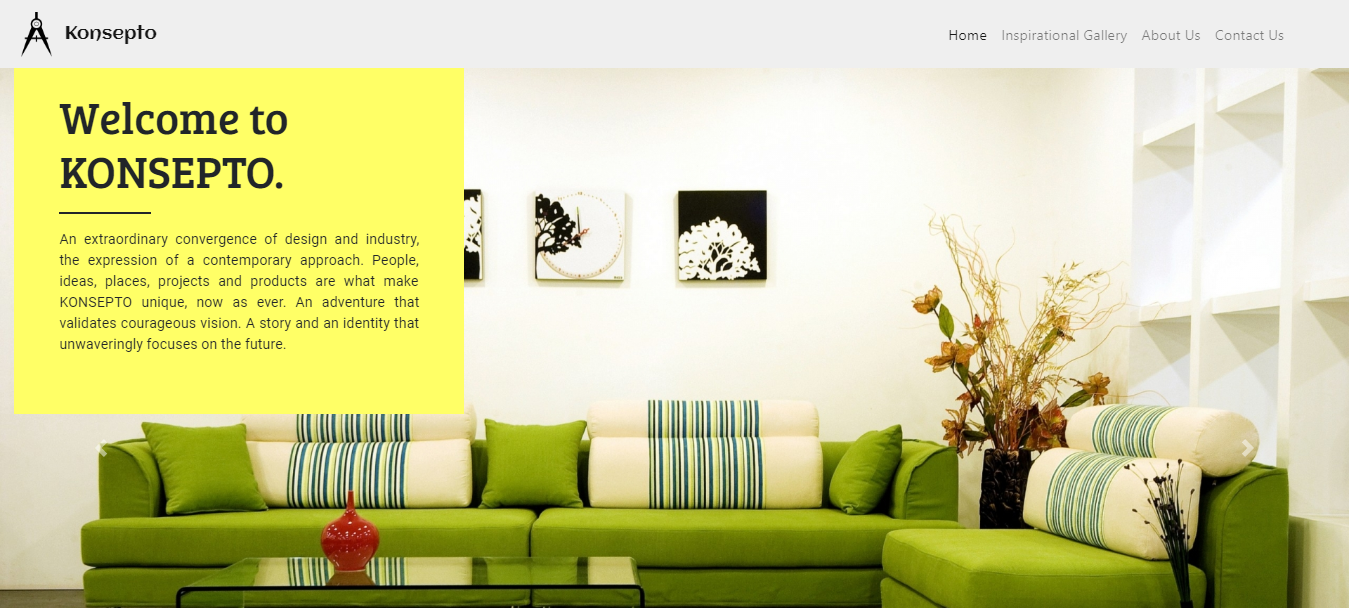 Konsepto
Home Inspirational Gallery About Us Contact Us
Welcome to
KONSEPTO.
An extraordinary convergence of design and industry,
the expression of a contemporary approach. People,
ideas, places, projects and products are what make
KONSEPTO unique, now as ever. An adventure that
validates courageous vision. A story and an identity that
unwaveringly focuses on the future.